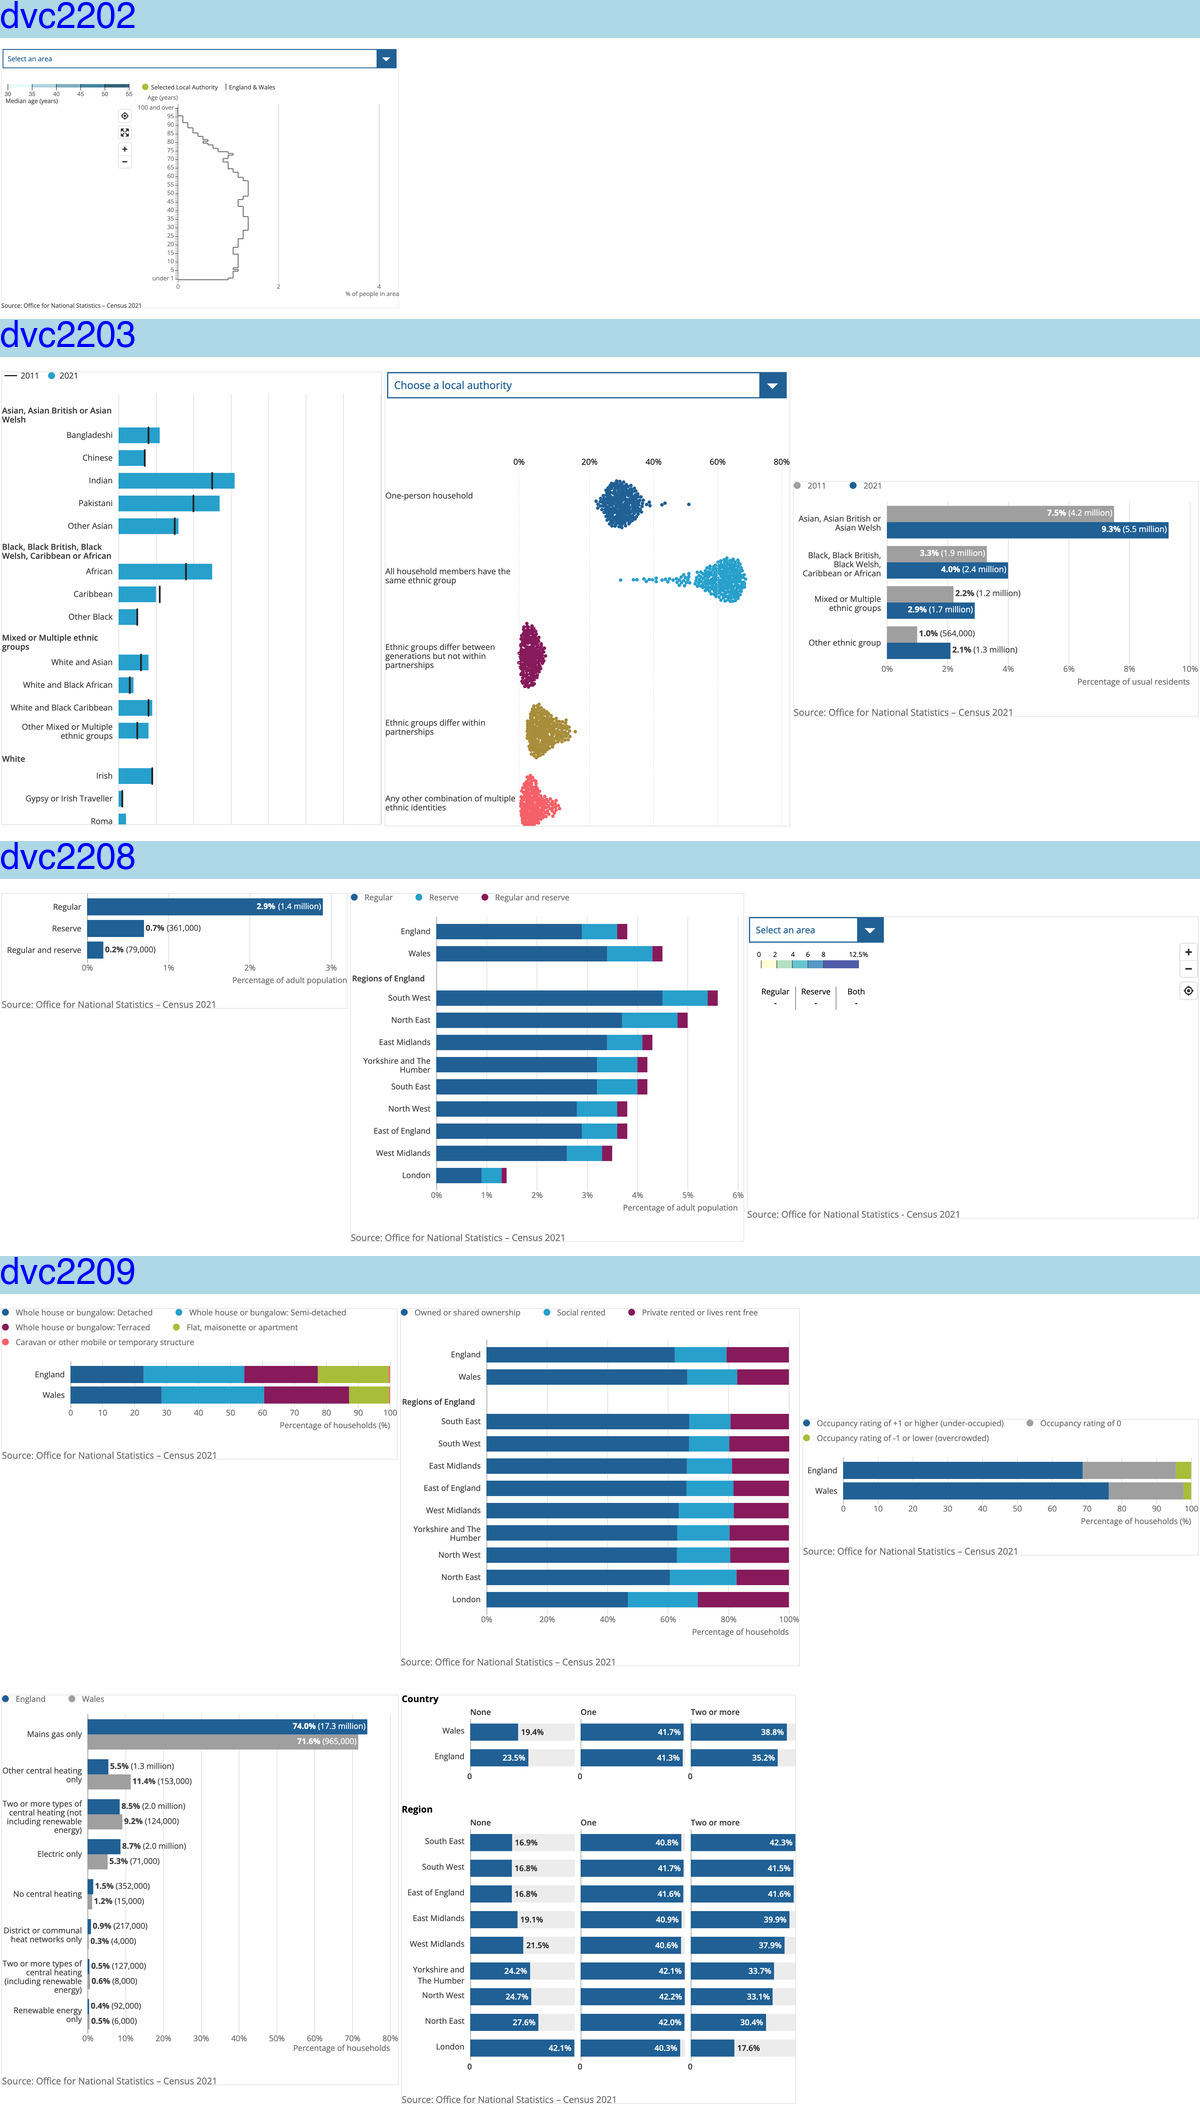 dvc2202
Select an area
30 35 40 45 50 55
Median age (years)
Selected Local Authority
England & Wales
Age (years)
100 and over
95
90
85
80
75
70
65
60
55
50
45
40
35
30
25
20
15
10
5
under 1
0 2 4
% of people in area
Source: Office for National Statistics – Census 2021
dvc2203
2011 2021
Asian, Asian British or Asian
Welsh
Bangladeshi
Chinese
Indian
Pakistani
Other Asian
Black, Black British, Black
Welsh, Caribbean or African
African
Caribbean
Other Black
Mixed or Multiple ethnic
groups
White and Asian
White and Black African
White and Black Caribbean
Other Mixed or Multiple
ethnic groups
White
Irish
Gypsy or Irish Traveller
Roma
Choose a local authority
0% 20% 40% 60% 80%
One-person household
All household members have the
same ethnic group
Ethnic groups differ between
generations but not within
partnerships
Ethnic groups differ within
partnerships
Any other combination of multiple
ethnic identities
2011 2021
Asian, Asian British or
Asian Welsh
7.5% (4.2 million)
9.3% (5.5 million)
Black, Black British,
Black Welsh,
Caribbean or African
3.3% (1.9 million)
4.0% (2.4 million)
Mixed or Multiple
ethnic groups
2.2% (1.2 million)
2.9% (1.7 million)
Other ethnic group
1.0% (564,000)
2.1% (1.3 million)
0% 2% 4% 6% 8% 10%
Percentage of usual residents
Source: Office for National Statistics – Census 2021
dvc2208
Regular 2.9% (1.4 million)
Reserve 0.7% (361,000)
Regular and reserve 0.2% (79,000)
0% 1% 2% 3%
Percentage of adult population
Source: Office for National Statistics – Census 2021
Regular Reserve Regular and reserve
England
Wales
Regions of England
South West
North East
East Midlands
Yorkshire and The
Humber
South East
North West
East of England
West Midlands
London
0% 1% 2% 3% 4% 5% 6%
Percentage of adult population
Source: Office for National Statistics – Census 2021
Select an area
0 2 4 6 8 12.5%
Regular Reserve Both
- - -
+
−
Source: Office for National Statistics - Census 2021
dvc2209
Whole house or bungalow: Detached Whole house or bungalow: Semi-detached
Whole house or bungalow: Terraced Flat, maisonette or apartment
Caravan or other mobile or temporary structure
England
Wales
0 10 20 30 40 50 60 70 80 90 100
Percentage of households (%)
Source: Office for National Statistics – Census 2021
Owned or shared ownership Social rented Private rented or lives rent free
England
Wales
Regions of England
South East
South West
East Midlands
East of England
West Midlands
Yorkshire and The
Humber
North West
North East
London
0% 20% 40% 60% 80% 100%
Percentage of households
Source: Office for National Statistics – Census 2021
Occupancy rating of +1 or higher (under-occupied) Occupancy rating of 0
Occupancy rating of -1 or lower (overcrowded)
England
Wales
0 10 20 30 40 50 60 70 80 90 100
Percentage of households (%)
Source: Office for National Statistics – Census 2021
England Wales
Mains gas only
74.0% (17.3 million)
71.6% (965,000)
Other central heating
only
5.5% (1.3 million)
11.4% (153,000)
Two or more types of
central heating (not
including renewable
energy)
8.5% (2.0 million)
9.2% (124,000)
Electric only
8.7% (2.0 million)
5.3% (71,000)
No central heating
1.5% (352,000)
1.2% (15,000)
District or communal
heat networks only
0.9% (217,000)
0.3% (4,000)
Two or more types of
central heating
(including renewable
energy)
0.5% (127,000)
0.6% (8,000)
Renewable energy
only
0.4% (92,000)
0.5% (6,000)
0% 10% 20% 30% 40% 50% 60% 70% 80%
Percentage of households
Source: Office for National Statistics – Census 2021
Country
None One Two or more
Wales 19.4% 41.7% 38.8%
England 23.5% 41.3% 35.2%
0 0 0
Region
None One Two or more
South East 16.9% 40.8% 42.3%
South West 16.8% 41.7% 41.5%
East of England 16.8% 41.6% 41.6%
East Midlands 19.1% 40.9% 39.9%
West Midlands 21.5% 40.6% 37.9%
Yorkshire and
The Humber 24.2% 42.1% 33.7%
North West 24.7% 42.2% 33.1%
North East 27.6% 42.0% 30.4%
London 42.1% 40.3% 17.6%
0 0 0
Source: Office for National Statistics – Census 2021